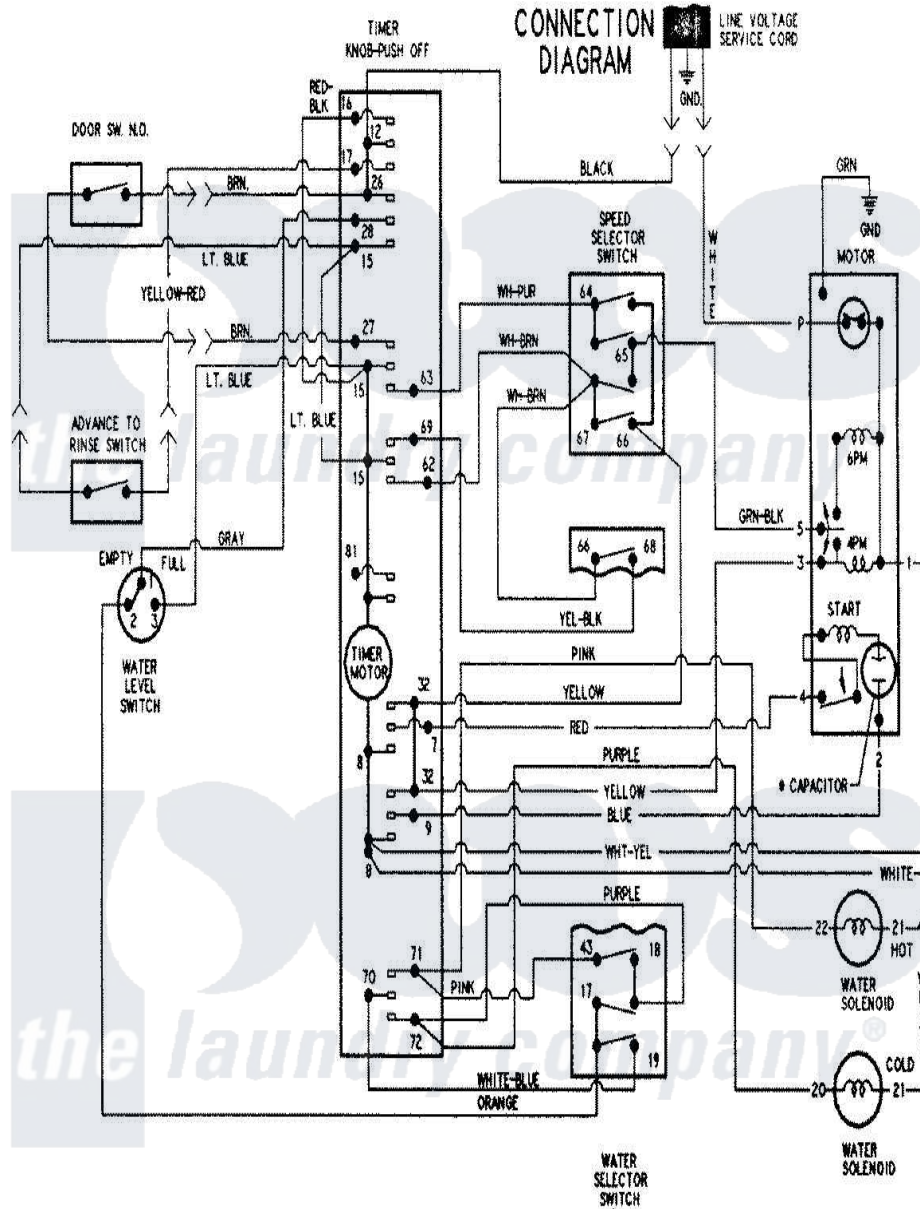 CONNECTION
DIAGRAM
LINE VOLTAGE
SERVICE CORD
GND.
TIMER
KNOB-PUSH OFF
RED-
BLK
16
12
17
26
28
15
DOOR SW. N.O.
BRN.
BLACK
GRN
GND
MOTOR
SPEED
SELECTOR
SWITCH
WHITE
LT. BLUE
YELLOW-RED
WH-PUR
64
65
P
BRN.
27
WH-BRN
LT. BLUE
15
63
WH-BRN
LT. BLUE
69
67
66
6PM
ADVANCE TO
RINSE SWITCH
15
62
GRN-BLK
5
4PM
3
1
GRAY
EMPTY
FULL
81
66
68
1
2
3
YEL-BLK
START
WATER
LEVEL
SWITCH
TIMER
MOTOR
PINK
32
YELLOW
4
RED
7
8
PURPLE
2
32
YELLOW
* CAPACITOR
BLUE
9
WHT-YEL
8
WHITE-
PURPLE
22
21
HOT
71
43
18
70
PINK
17
WATER
SOLENOID
72
19
COLD
WHITE-BLUE
20
21
ORANGE
WATER
SOLENOID
WATER
SELECTOR
SWITCH
the laundry company
the laundry company®